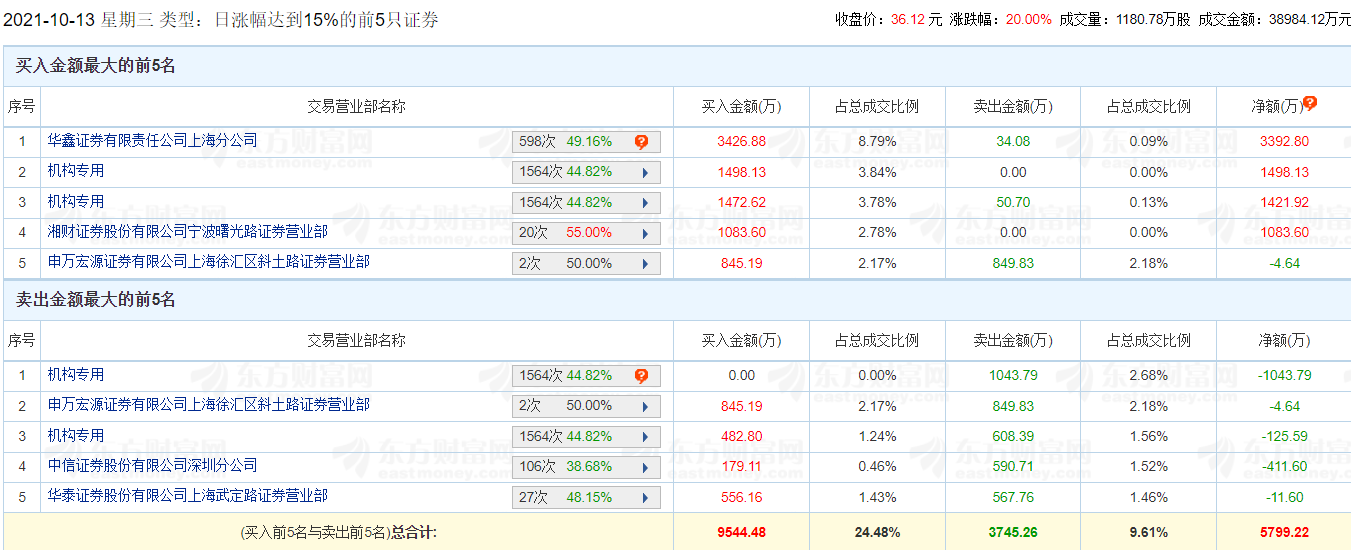 2021-10-13 星期三 类型：日涨幅达到15%的前5只证券 收盘价：36.12 元 涨跌幅：20.00% 成交量：1180.78万股 成交金额：38984.12万元
买入金额最大的前5名
序号 交易营业部名称 买入金额(万) 占总成交比例 卖出金额(万) 占总成交比例 净额(万)
1 华鑫证券有限责任公司上海分公司 598次 49.16% 3426.88 8.79% 34.08 0.09% 3392.80
2 机构专用 1564次 44.82% 1498.13 3.84% 0.00 0.00% 1498.13
3 机构专用 1564次 44.82% 1472.62 3.78% 50.70 0.13% 1421.92
4 湘财证券股份有限公司宁波曙光路证券营业部 20次 55.00% 1083.60 2.78% 0.00 0.00% 1083.60
5 申万宏源证券有限公司上海徐汇区斜土路证券营业部 2次 50.00% 845.19 2.17% 849.83 2.18% -4.64
卖出金额最大的前5名
序号 交易营业部名称 买入金额(万) 占总成交比例 卖出金额(万) 占总成交比例 净额(万)
1 机构专用 1564次 44.82% 0.00 0.00% 1043.79 2.68% -1043.79
2 申万宏源证券有限公司上海徐汇区斜土路证券营业部 2次 50.00% 845.19 2.17% 849.83 2.18% -4.64
3 机构专用 1564次 44.82% 482.80 1.24% 608.39 1.56% -125.59
4 中信证券股份有限公司深圳分公司 106次 38.68% 179.11 0.46% 590.71 1.52% -411.60
5 华泰证券股份有限公司上海武定路证券营业部 27次 48.15% 556.16 1.43% 567.76 1.46% -11.60
(买入前5名与卖出前5名)总合计: 9544.48 24.48% 3745.26 9.61% 5799.22
东方财富网
eastmoney.com